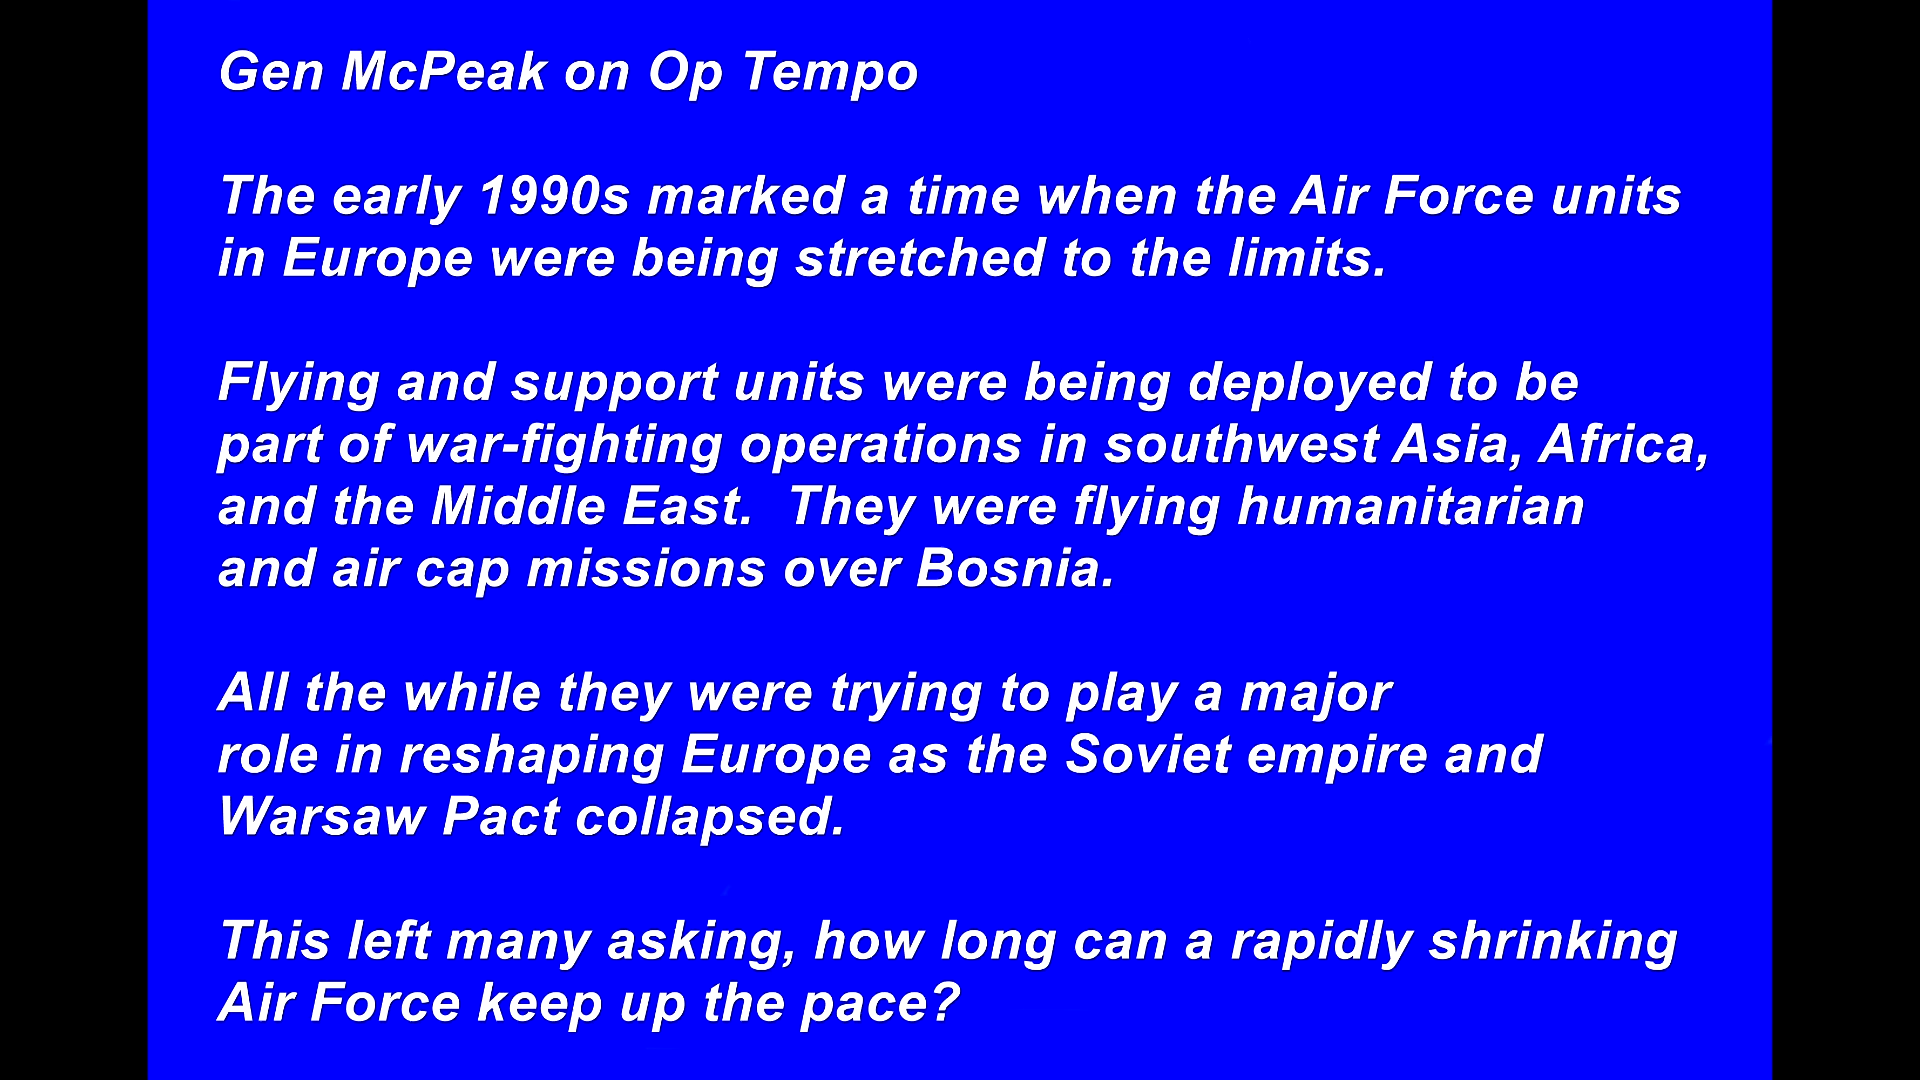 Gen McPeak on Op Tempo
The early 1990s marked a time when the Air Force units
in Europe were being stretched to the limits.
Flying and support units were being deployed to be
part of war-fighting operations in southwest Asia, Africa,
and the Middle East.  They were flying humanitarian
and air cap missions over Bosnia.
All the while they were trying to play a major
role in reshaping Europe as the Soviet empire and
Warsaw Pact collapsed.
This left many asking, how long can a rapidly shrinking
Air Force keep up the pace?